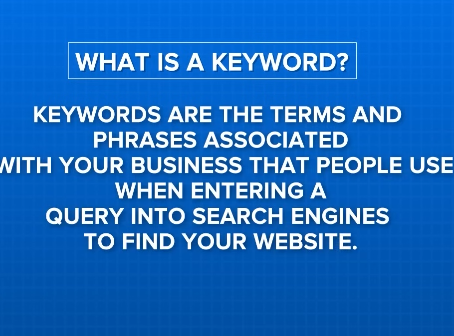 WHAT IS A KEYWORD?
KEYWORDS ARE THE TERMS AND
PHRASES ASSOCIATED
WITH YOUR BUSINESS THAT PEOPLE USE
WHEN ENTERING A
QUERY INTO SEARCH ENGINES
TO FIND YOUR WEBSITE.